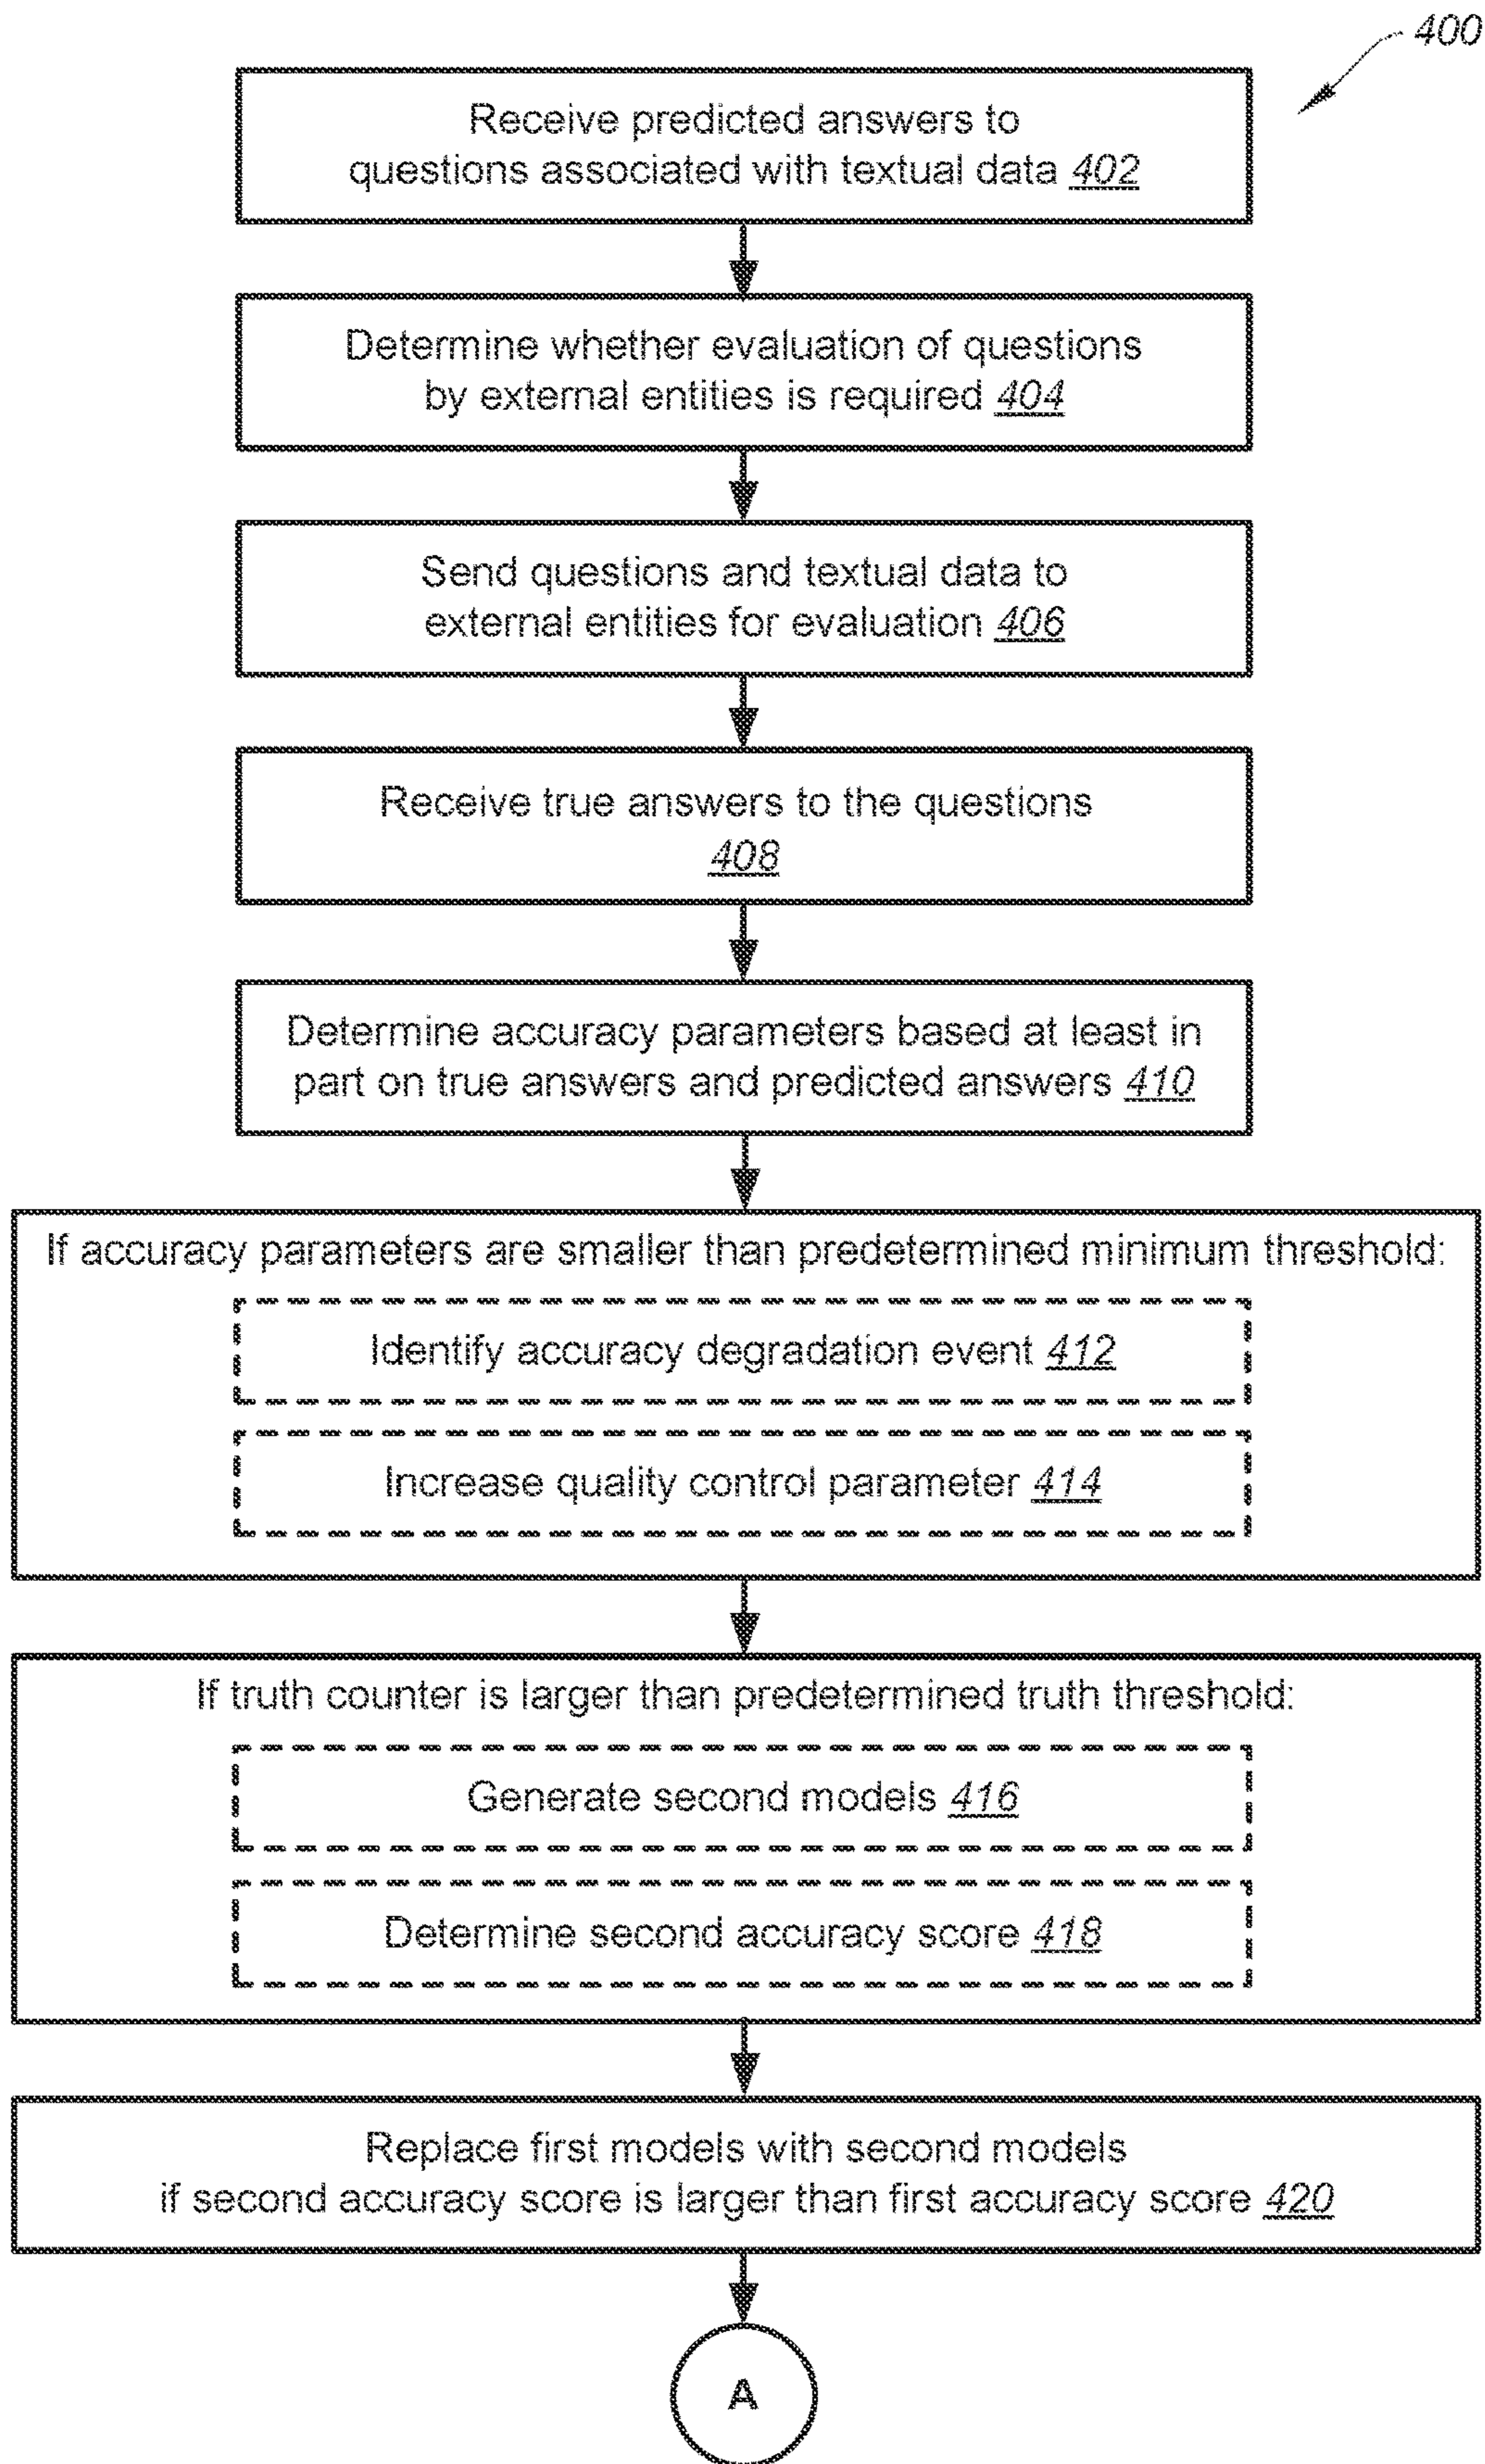 400
Receive predicted answers to
questions associated with textual data 402
Determine whether evaluation of questions
by external entities is required 404
Send questions and textual data to
external entities for evaluation 406
Receive true answers to the questions
408
Determine accuracy parameters based at least in
part on true answers and predicted answers 410
If accuracy parameters are smaller than predetermined minimum threshold:
Identify accuracy degradation event 412
Increase quality control parameter 414
If truth counter is larger than predetermined truth threshold:
Generate second models 416
Determine second accuracy score 418
Replace first models with second models
if second accuracy score is larger than first accuracy score 420
A